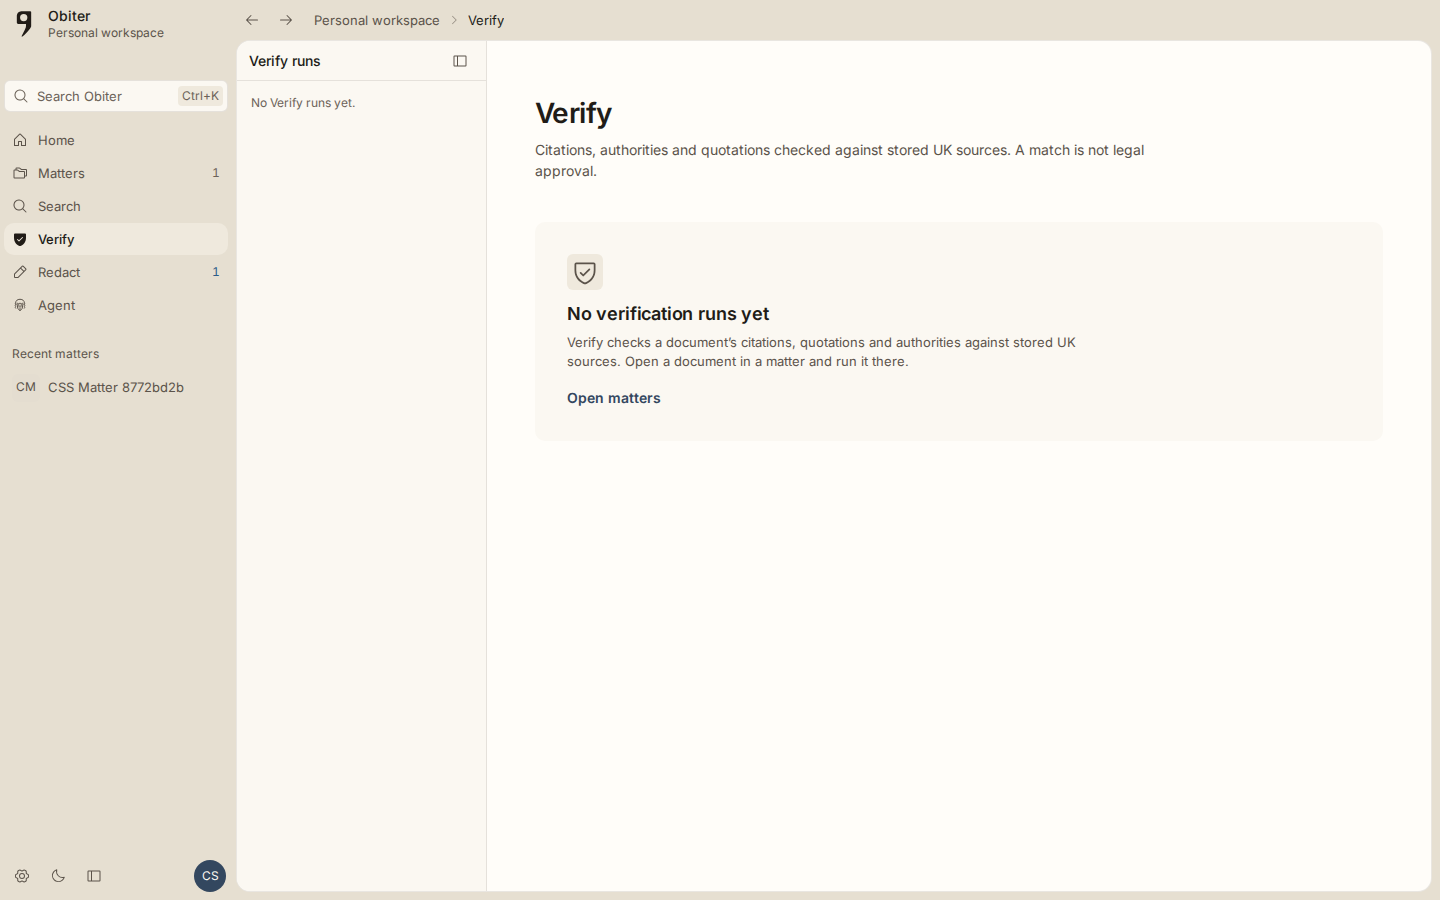 Obiter
Personal workspace
Search Obiter
Ctrl+K
Home
Matters
1
Search
Verify
Redact
1
Agent
Recent matters
CM
CSS Matter 8772bd2b
CS
Personal workspace
Verify
Verify runs
No Verify runs yet.
Verify
Citations, authorities and quotations checked against stored UK sources. A match is not legal
approval.
No verification runs yet
Verify checks a document's citations, quotations and authorities against stored UK
sources. Open a document in a matter and run it there.
Open matters